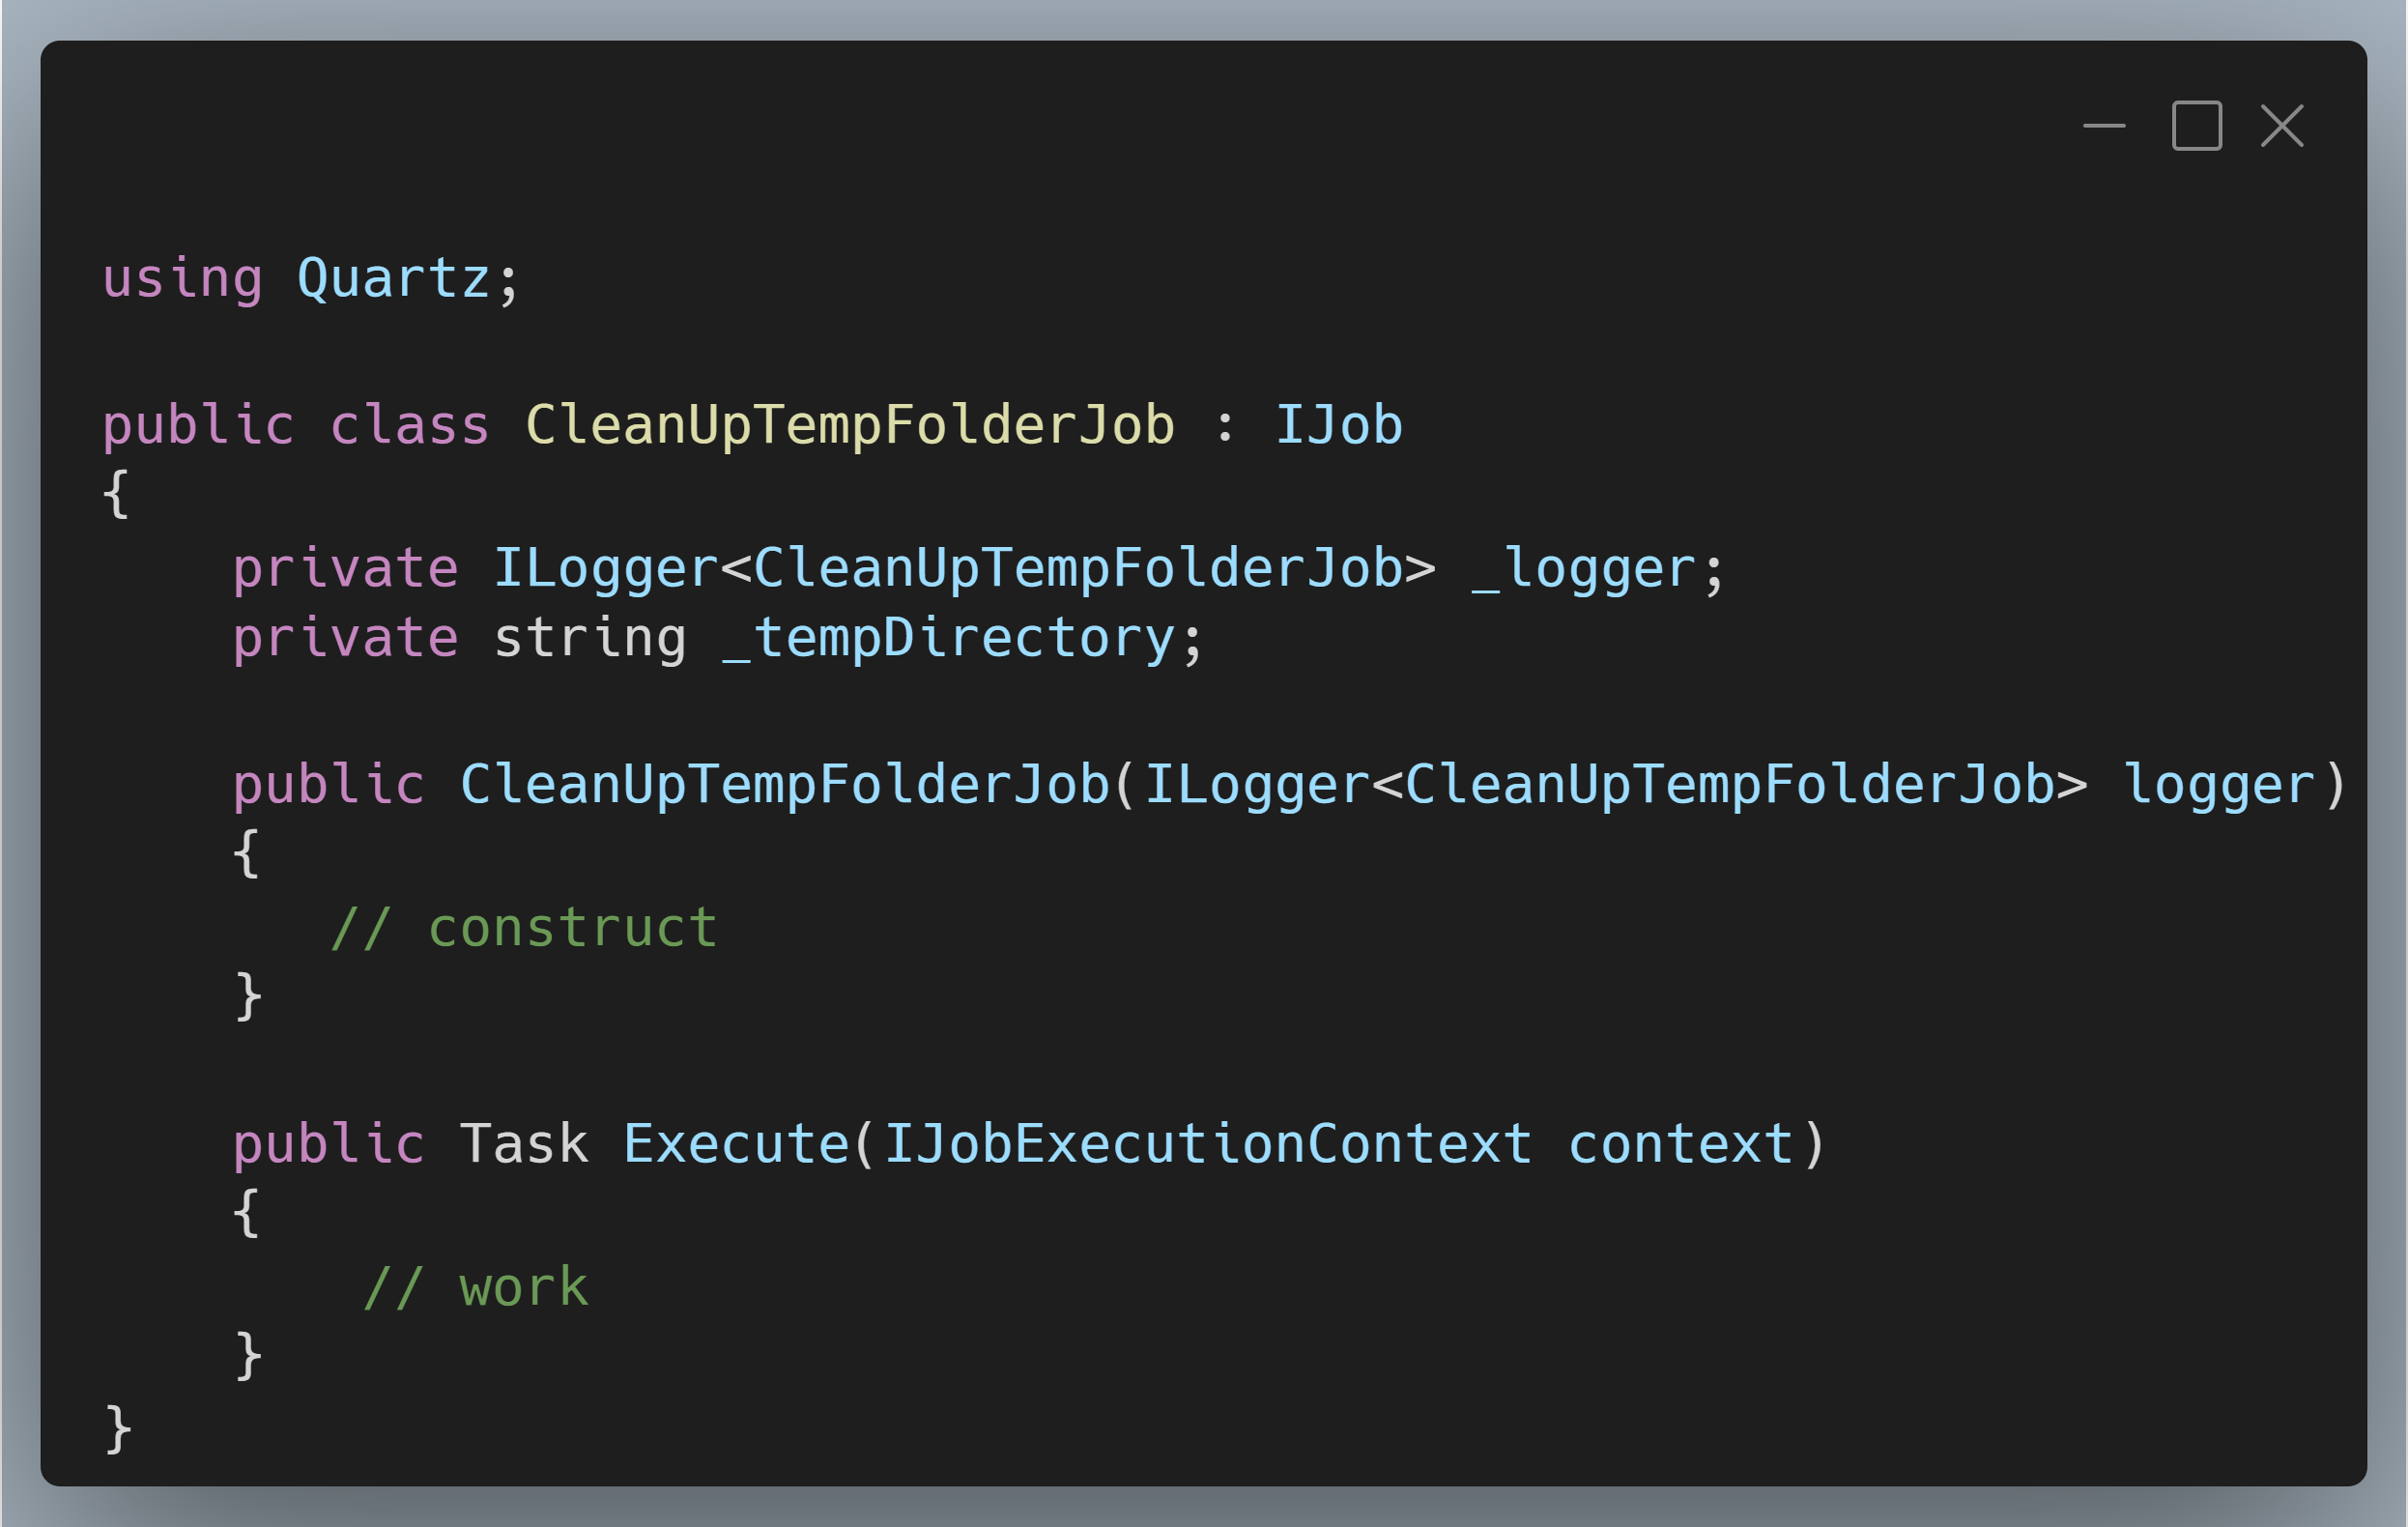 using Quartz;
public class CleanUpTempFolderJob : IJob
{
    private ILogger<CleanUpTempFolderJob> _logger;
    private string _tempDirectory;
    public CleanUpTempFolderJob(ILogger<CleanUpTempFolderJob> logger)
    {
       // construct
    }
    public Task Execute(IJobExecutionContext context)
    {
        // work
    }
}